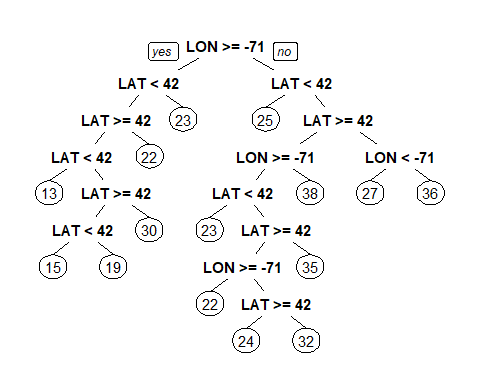 yes LON >= -71 no
LAT < 42 LAT < 42
LAT >= 42 23 25 LAT >= 42
LAT < 42 22 LON >= -71 LON < -71
13 LAT >= 42 LAT < 42 38 27 36
LAT < 42 30 23 LAT >= 42
15 19 LON >= -71 35
22 LAT >= 42
24 32